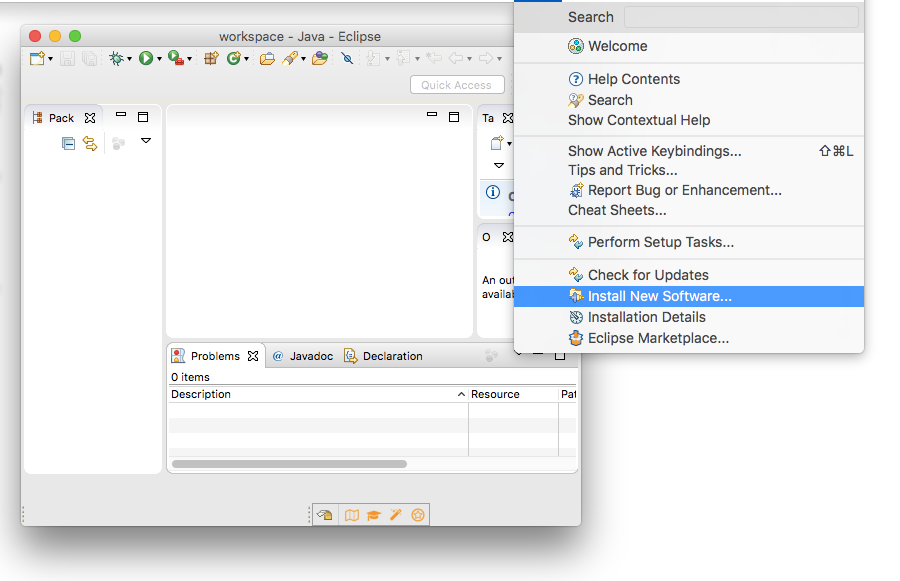 workspace - Java - Eclipse
Quick Access
Pack
Ta
O
An out
availab
Problems
@ Javadoc
Declaration
0 items
Description
Resource
Pat
Search
Welcome
Help Contents
Search
Show Contextual Help
Show Active Keybindings... ⇧⌘L
Tips and Tricks...
Report Bug or Enhancement...
Cheat Sheets...
Perform Setup Tasks...
Check for Updates
Install New Software...
Installation Details
Eclipse Marketplace...